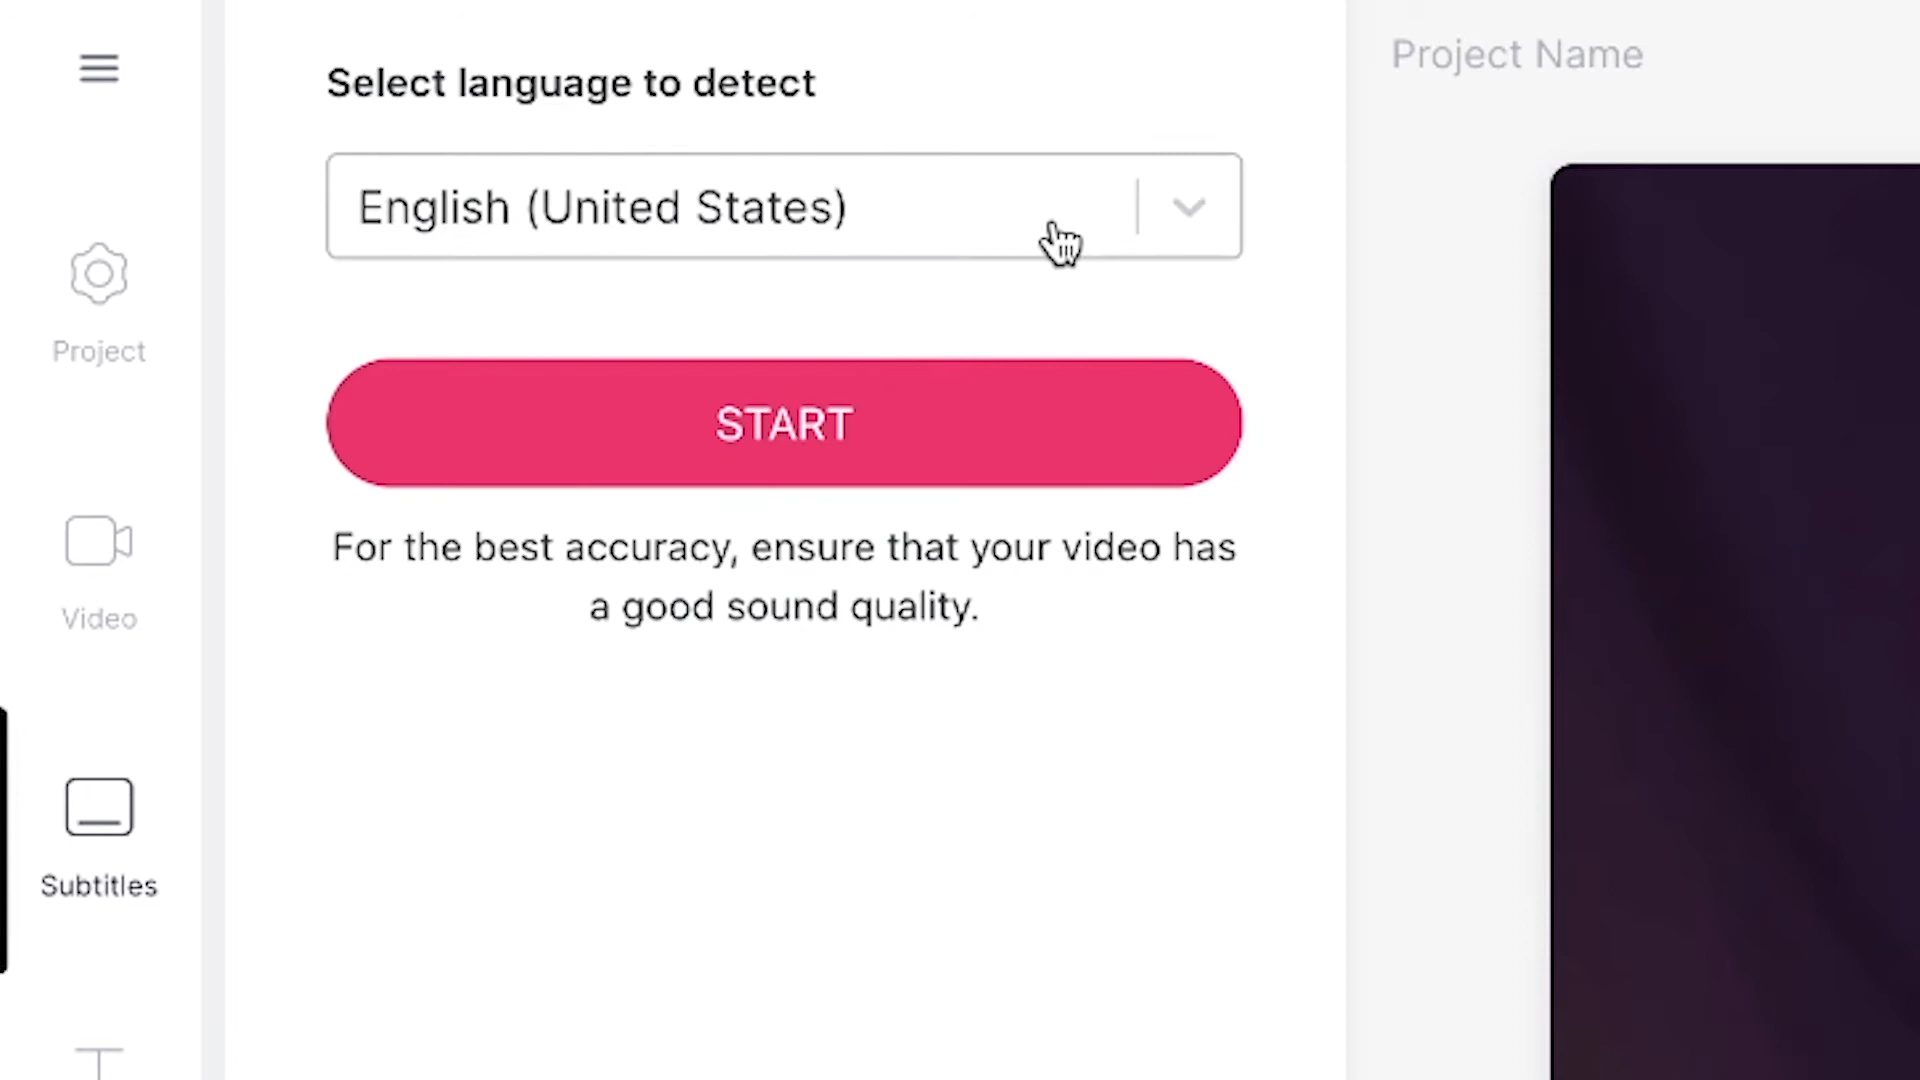 Project Name
Select language to detect
English (United States)
START
For the best accuracy, ensure that your video has
a good sound quality.
Project
Video
Subtitles